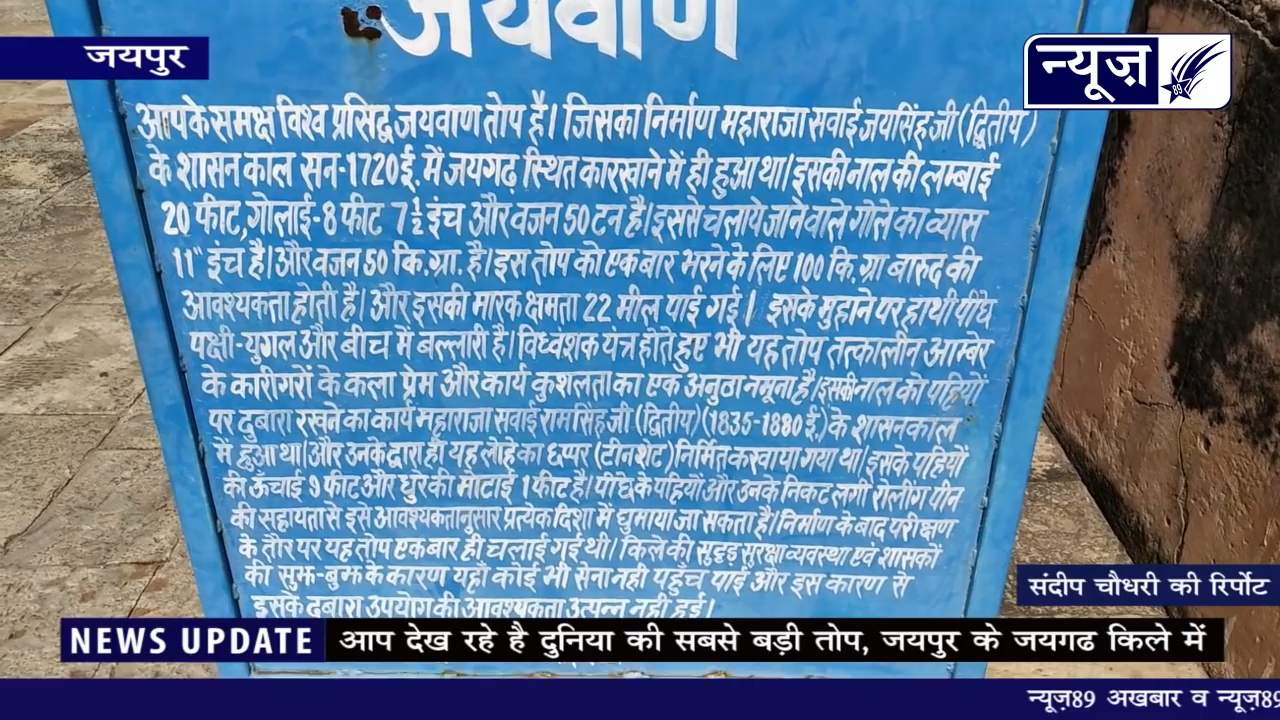 जयवाण
जयपुर
न्यूज़
89
आपके समक्ष विश्व प्रसिद्ध जयवाण तोप है। जिसका निर्माण महाराजा सवाई जयसिंह जी (द्वितीय)
के शासन काल सन-1720ई. में जयगढ़ स्थित कारखाने में ही हुआ था। इसकी नाल की लम्बाई
20 फीट, गोलाई-8 फीट 7½ इंच और वजन 50 टन है। इससे चलाये जाने वाले गोले का व्यास
11" इंच है। और वजन 50 कि.ग्रा. है। इस तोप को एक बार भरने के लिए 100 कि.ग्रा बारुद की
आवश्यकता होती है। और इसकी मारक क्षमता 22 मील पाई गई। इसके मुहाने पर हाथी पीछे
पक्षी-युगल और बीच में बल्लारी है। विध्वंशक यंत्र होते हुए भी यह तोप तत्कालीन आम्बेर
के कारीगरों के कला प्रेम और कार्य कुशलता का एक अनुठा नमूना है। इसकी नाल को पहियों
पर दुबारा रखने का कार्य महाराजा सवाई रामसिंह जी (द्वितीय) (1835-1880 ई.) के शासनकाल
में हुआ था। और उनके द्वारा ही यह लोहे का छप्पर (टीनशेट) निर्मित करवाया गया था। इसके पहियों
की ऊँचाई 9 फीट और धुरे की मोटाई 1 फीट है। पीछे के पहियों और उनके निकट लगी रोलींग पीन
की सहायता से इसे आवश्यकतानुसार प्रत्येक दिशा में घुमाया जा सकता है। निर्माण के बाद परीक्षण
के तौर पर यह तोप एक बार ही चलाई गई थी। किले की सुदृढ़ सुरक्षा व्यवस्था एवं शासकों
की सुझ-बुझ के कारण यहाँ कोई भी सेना नही पहुँच पाई और इस कारण से
इसके दुबारा उपयोग की आवश्यकता उत्पन्न नही हुई।
संदीप चौधरी की रिर्पोट
NEWS UPDATE आप देख रहे है दुनिया की सबसे बड़ी तोप, जयपुर के जयगढ किले में
न्यूज़89 अखबार व न्यूज़89